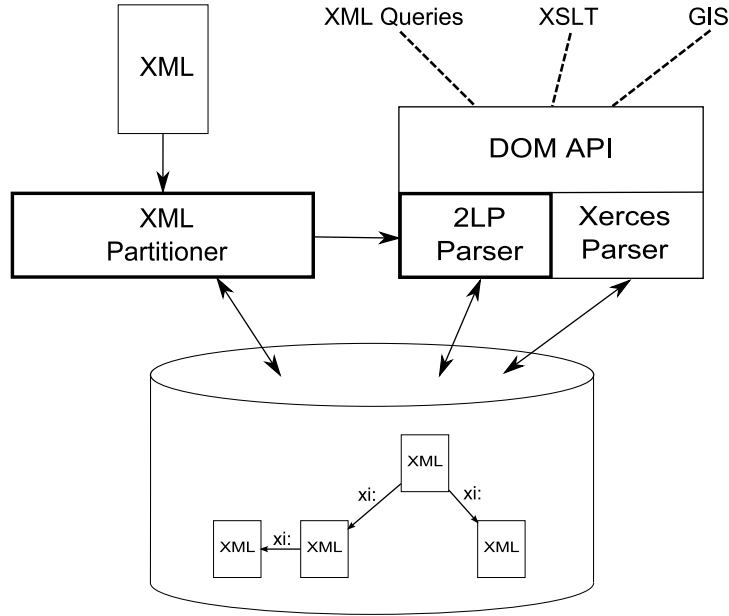 XML Queries
XSLT
GIS
XML
DOM API
XML
Partitioner
2LP
Parser
Xerces
Parser
XML
xi:
xi:
XML
xi:
XML
XML